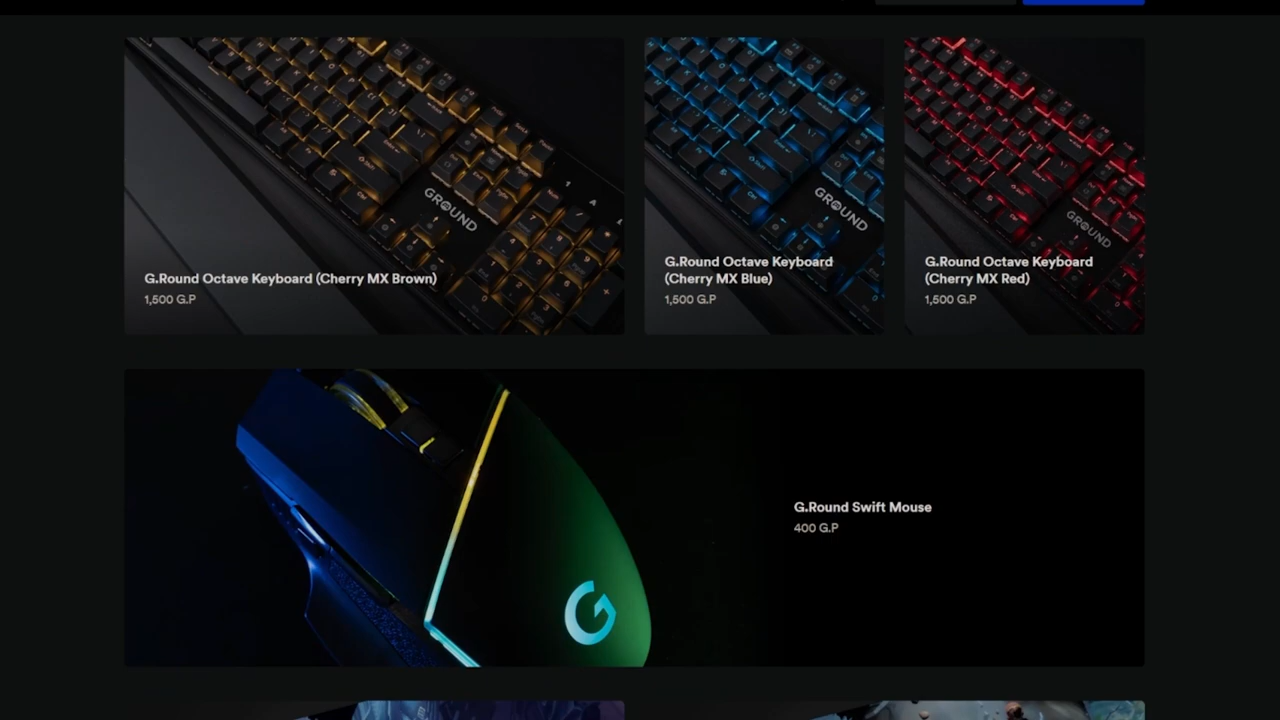 GROUND
G.Round Octave Keyboard (Cherry MX Brown)
1,500 G.P
GROUND
G.Round Octave Keyboard
(Cherry MX Blue)
1,500 G.P
GROUND
G.Round Octave Keyboard
(Cherry MX Red)
1,500 G.P
G.Round Swift Mouse
400 G.P
G